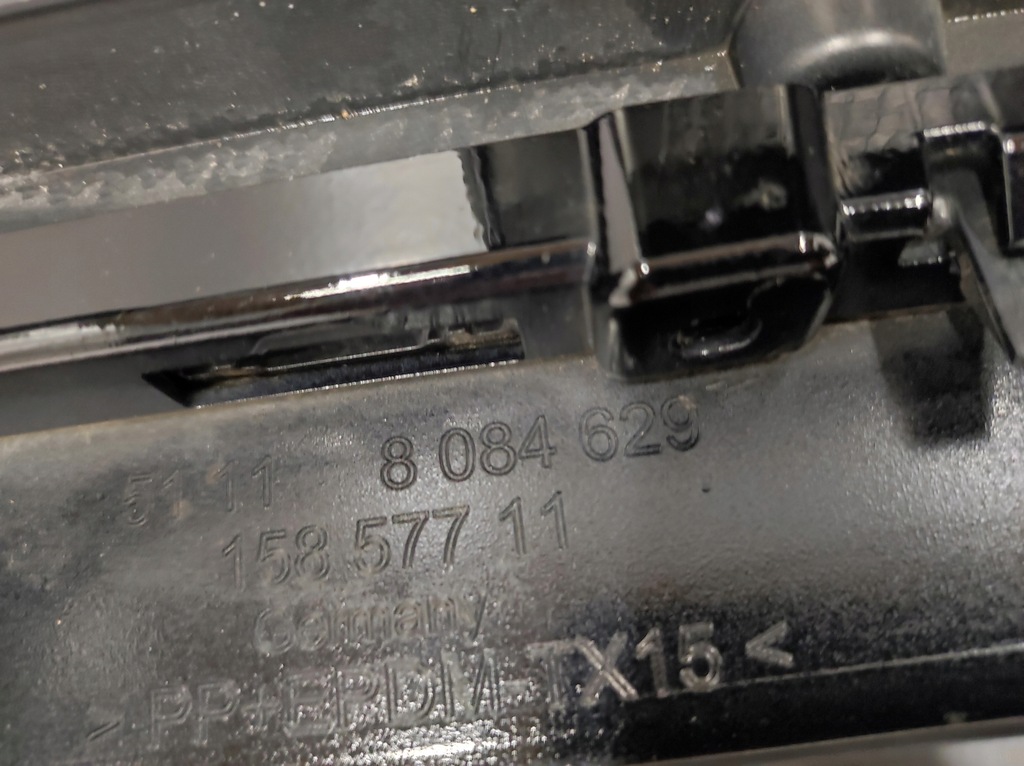 51 11 8 084 629
158 577 11
Germany
>PP+EPDM-TX15<